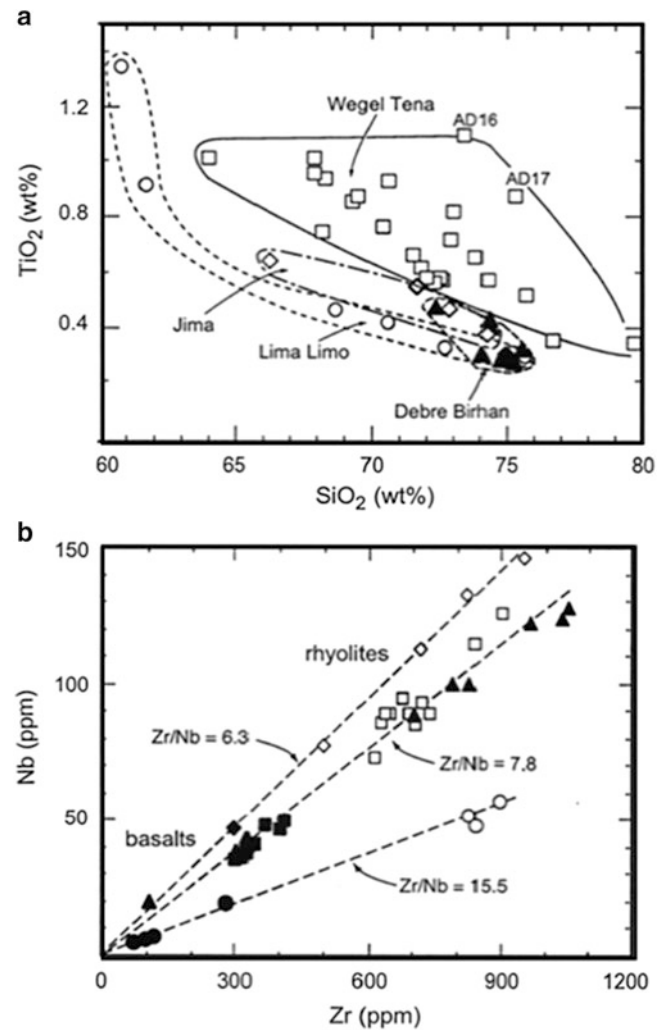 a
1.2
0.8
0.4
TiO₂ (wt%)
Wegel Tena
AD16
AD17
Jima
Lima Limo
Debre Birhan
60
65
70
75
80
SiO₂ (wt%)
b
150
100
50
Nb (ppm)
rhyolites
Zr/Nb = 6.3
Zr/Nb = 7.8
basalts
Zr/Nb = 15.5
0
300
600
900
1200
Zr (ppm)